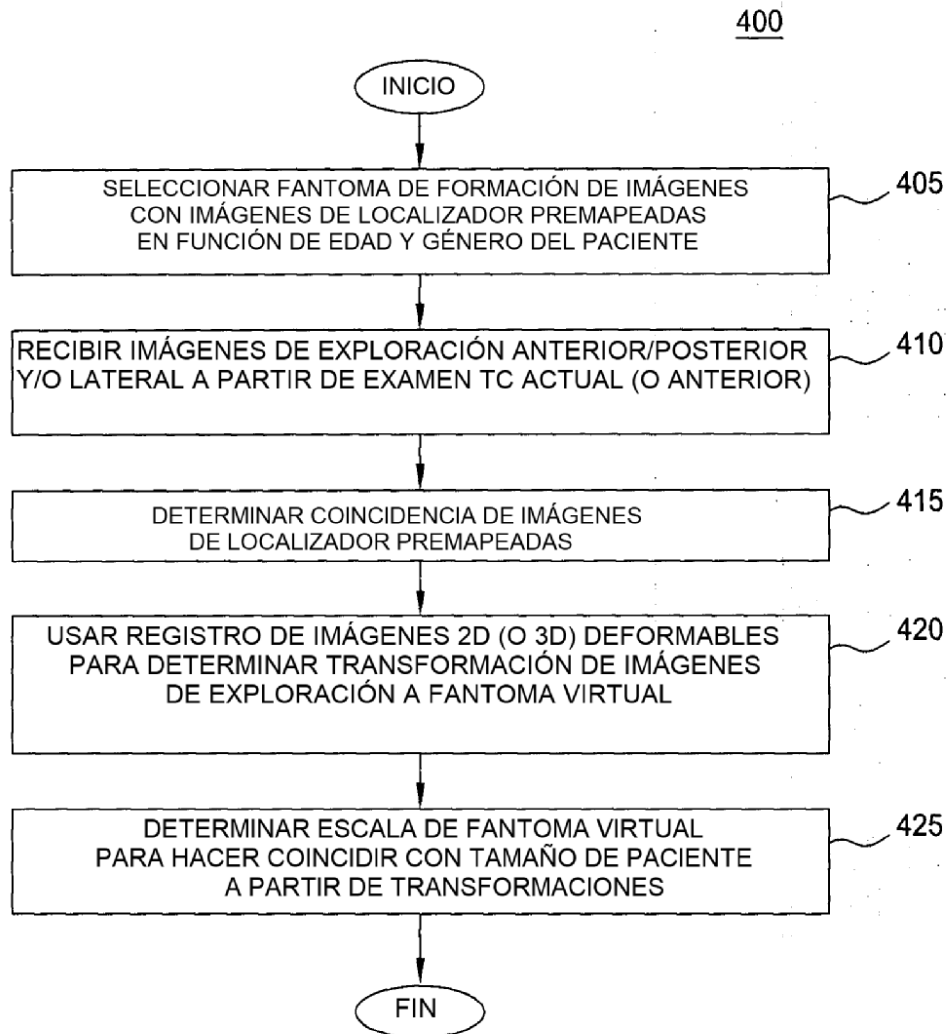 400
INICIO
SELECCIONAR FANTOMA DE FORMACIÓN DE IMÁGENES
CON IMÁGENES DE LOCALIZADOR PREMAPEADAS
EN FUNCIÓN DE EDAD Y GÉNERO DEL PACIENTE
405
RECIBIR IMÁGENES DE EXPLORACIÓN ANTERIOR/POSTERIOR
Y/O LATERAL A PARTIR DE EXAMEN TC ACTUAL (O ANTERIOR)
410
DETERMINAR COINCIDENCIA DE IMÁGENES
DE LOCALIZADOR PREMAPEADAS
415
USAR REGISTRO DE IMÁGENES 2D (O 3D) DEFORMABLES
PARA DETERMINAR TRANSFORMACIÓN DE IMÁGENES
DE EXPLORACIÓN A FANTOMA VIRTUAL
420
DETERMINAR ESCALA DE FANTOMA VIRTUAL
PARA HACER COINCIDIR CON TAMAÑO DE PACIENTE
A PARTIR DE TRANSFORMACIONES
425
FIN